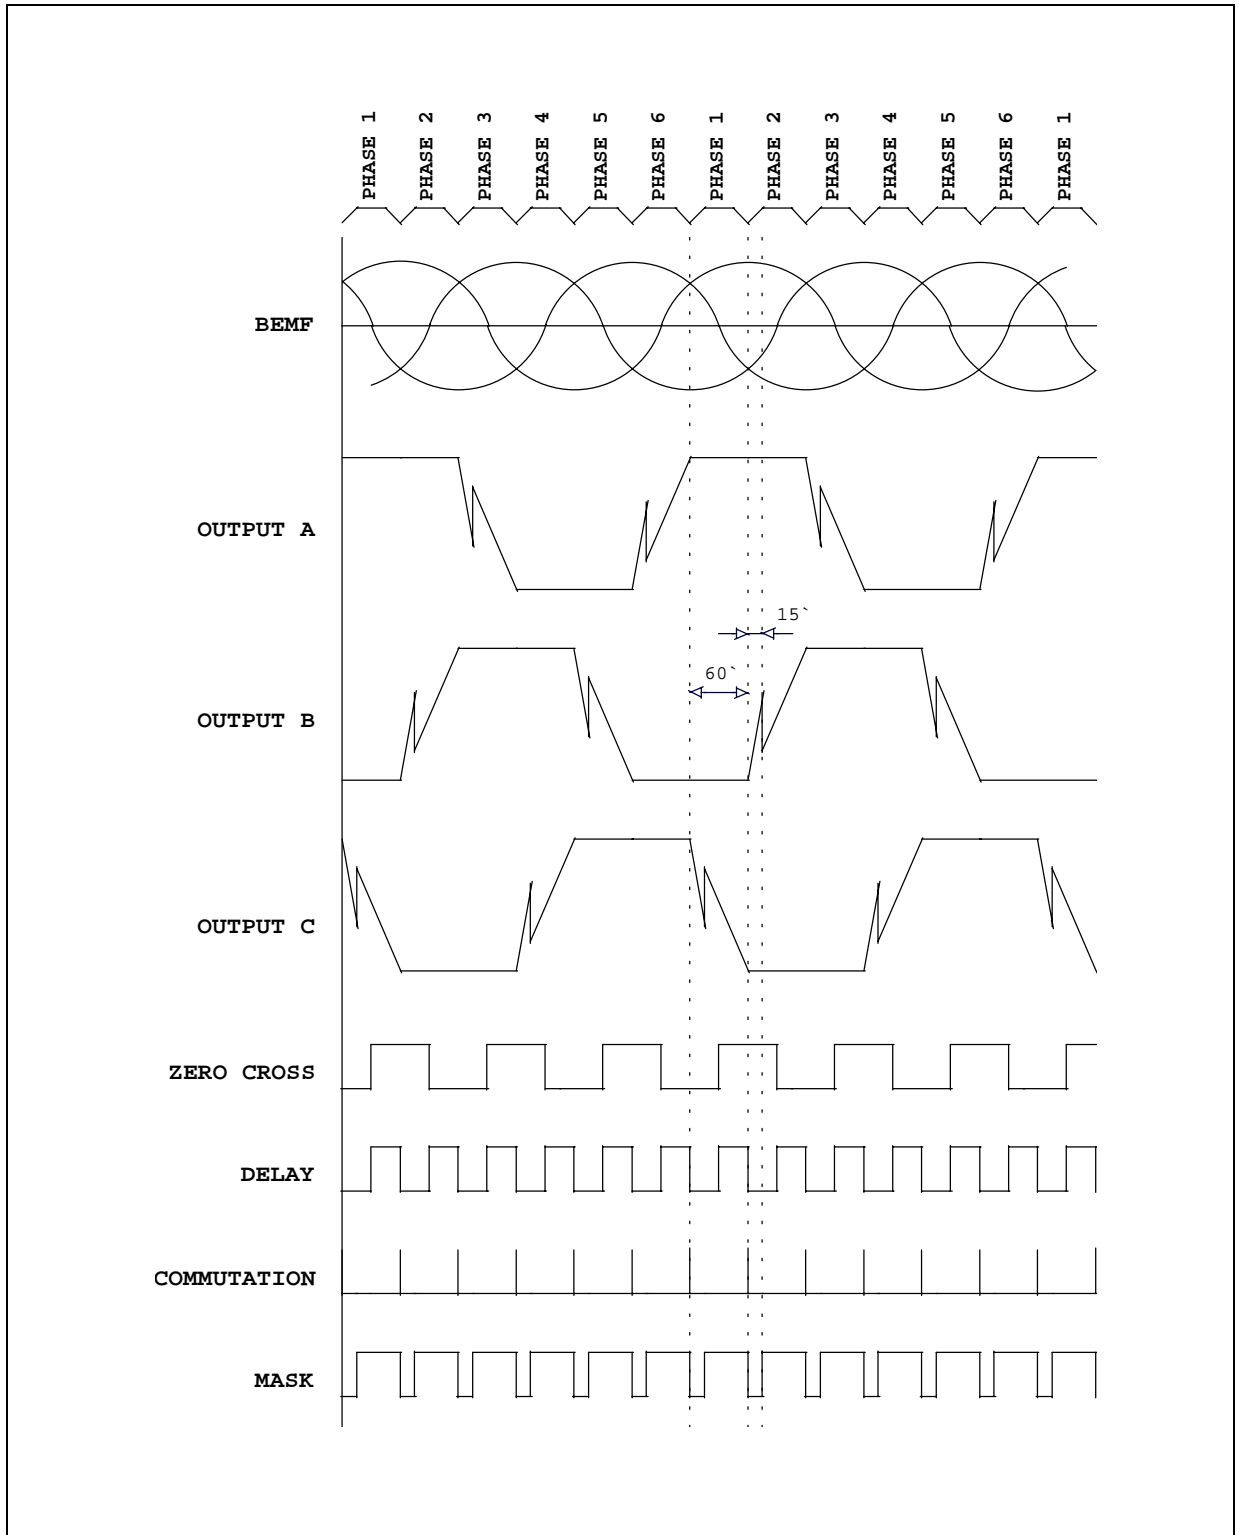 PHASE 1
PHASE 2
PHASE 3
PHASE 4
PHASE 5
PHASE 6
PHASE 1
PHASE 2
PHASE 3
PHASE 4
PHASE 5
PHASE 6
PHASE 1
BEMF
OUTPUT A
15`
60`
OUTPUT B
OUTPUT C
ZERO CROSS
DELAY
COMMUTATION
MASK